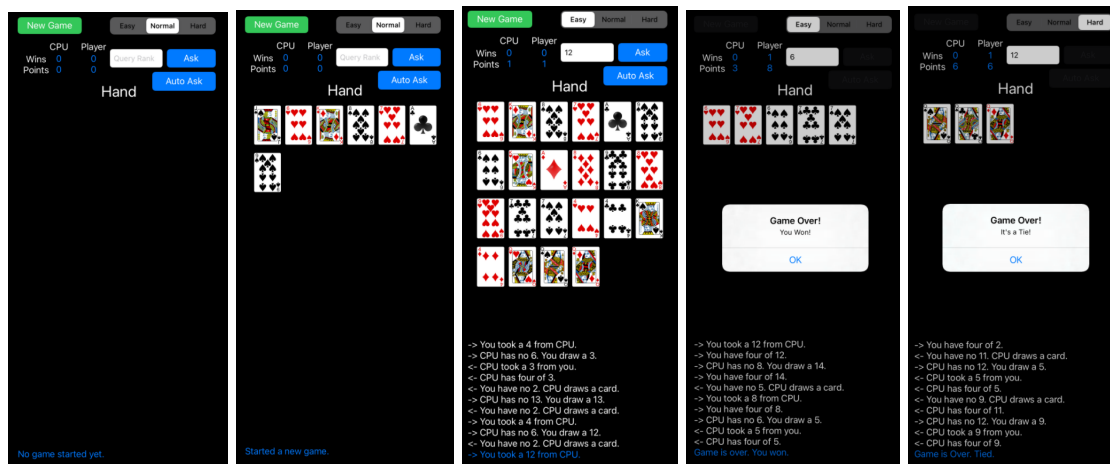 New Game
Easy Normal Hard
CPU Player
Wins 0 0
Points 0 0
Query Rank
Ask
Auto Ask
Hand
No game started yet.
New Game
Easy Normal Hard
CPU Player
Wins 0 0
Points 0 0
Query Rank
Ask
Auto Ask
Hand
Started a new game.
New Game
Easy Normal Hard
CPU Player
Wins 0 0
Points 1 1
12
Ask
Auto Ask
Hand
-> You took a 4 from CPU.
-> CPU has no 6. You draw a 3.
<- CPU took a 3 from you.
<- CPU has four of 3.
<- You have no 2. CPU draws a card.
-> CPU has no 13. You draw a 13.
<- You have no 2. CPU draws a card.
-> You took a 4 from CPU.
-> CPU has no 6. You draw a 12.
<- You have no 2. CPU draws a card.
-> You took a 12 from CPU.
Easy Normal Hard
CPU Player
Wins 0 1
Points 3 8
6
Hand
Game Over!
You Won!
OK
-> You took a 12 from CPU.
-> You have four of 12.
-> CPU has no 8. You draw a 14.
-> You have four of 14.
<- You have no 5. CPU draws a card.
-> You took a 8 from CPU.
-> You have four of 8.
-> CPU has no 6. You draw a 5.
<- CPU took a 5 from you.
<- CPU has four of 5.
Game is over. You won.
New Game
Easy Normal Hard
CPU Player
Wins 0 1
Points 6 6
12
Auto Ask
Hand
Game Over!
It's a Tie!
OK
-> You have four of 2.
<- You have no 11. CPU draws a card.
-> CPU has no 12. You draw a 5.
<- CPU took a 5 from you.
<- CPU has four of 5.
<- You have no 9. CPU draws a card.
<- CPU has four of 11.
-> CPU has no 12. You draw a 9.
<- CPU took a 9 from you.
<- CPU has four of 9.
Game is Over. Tied.